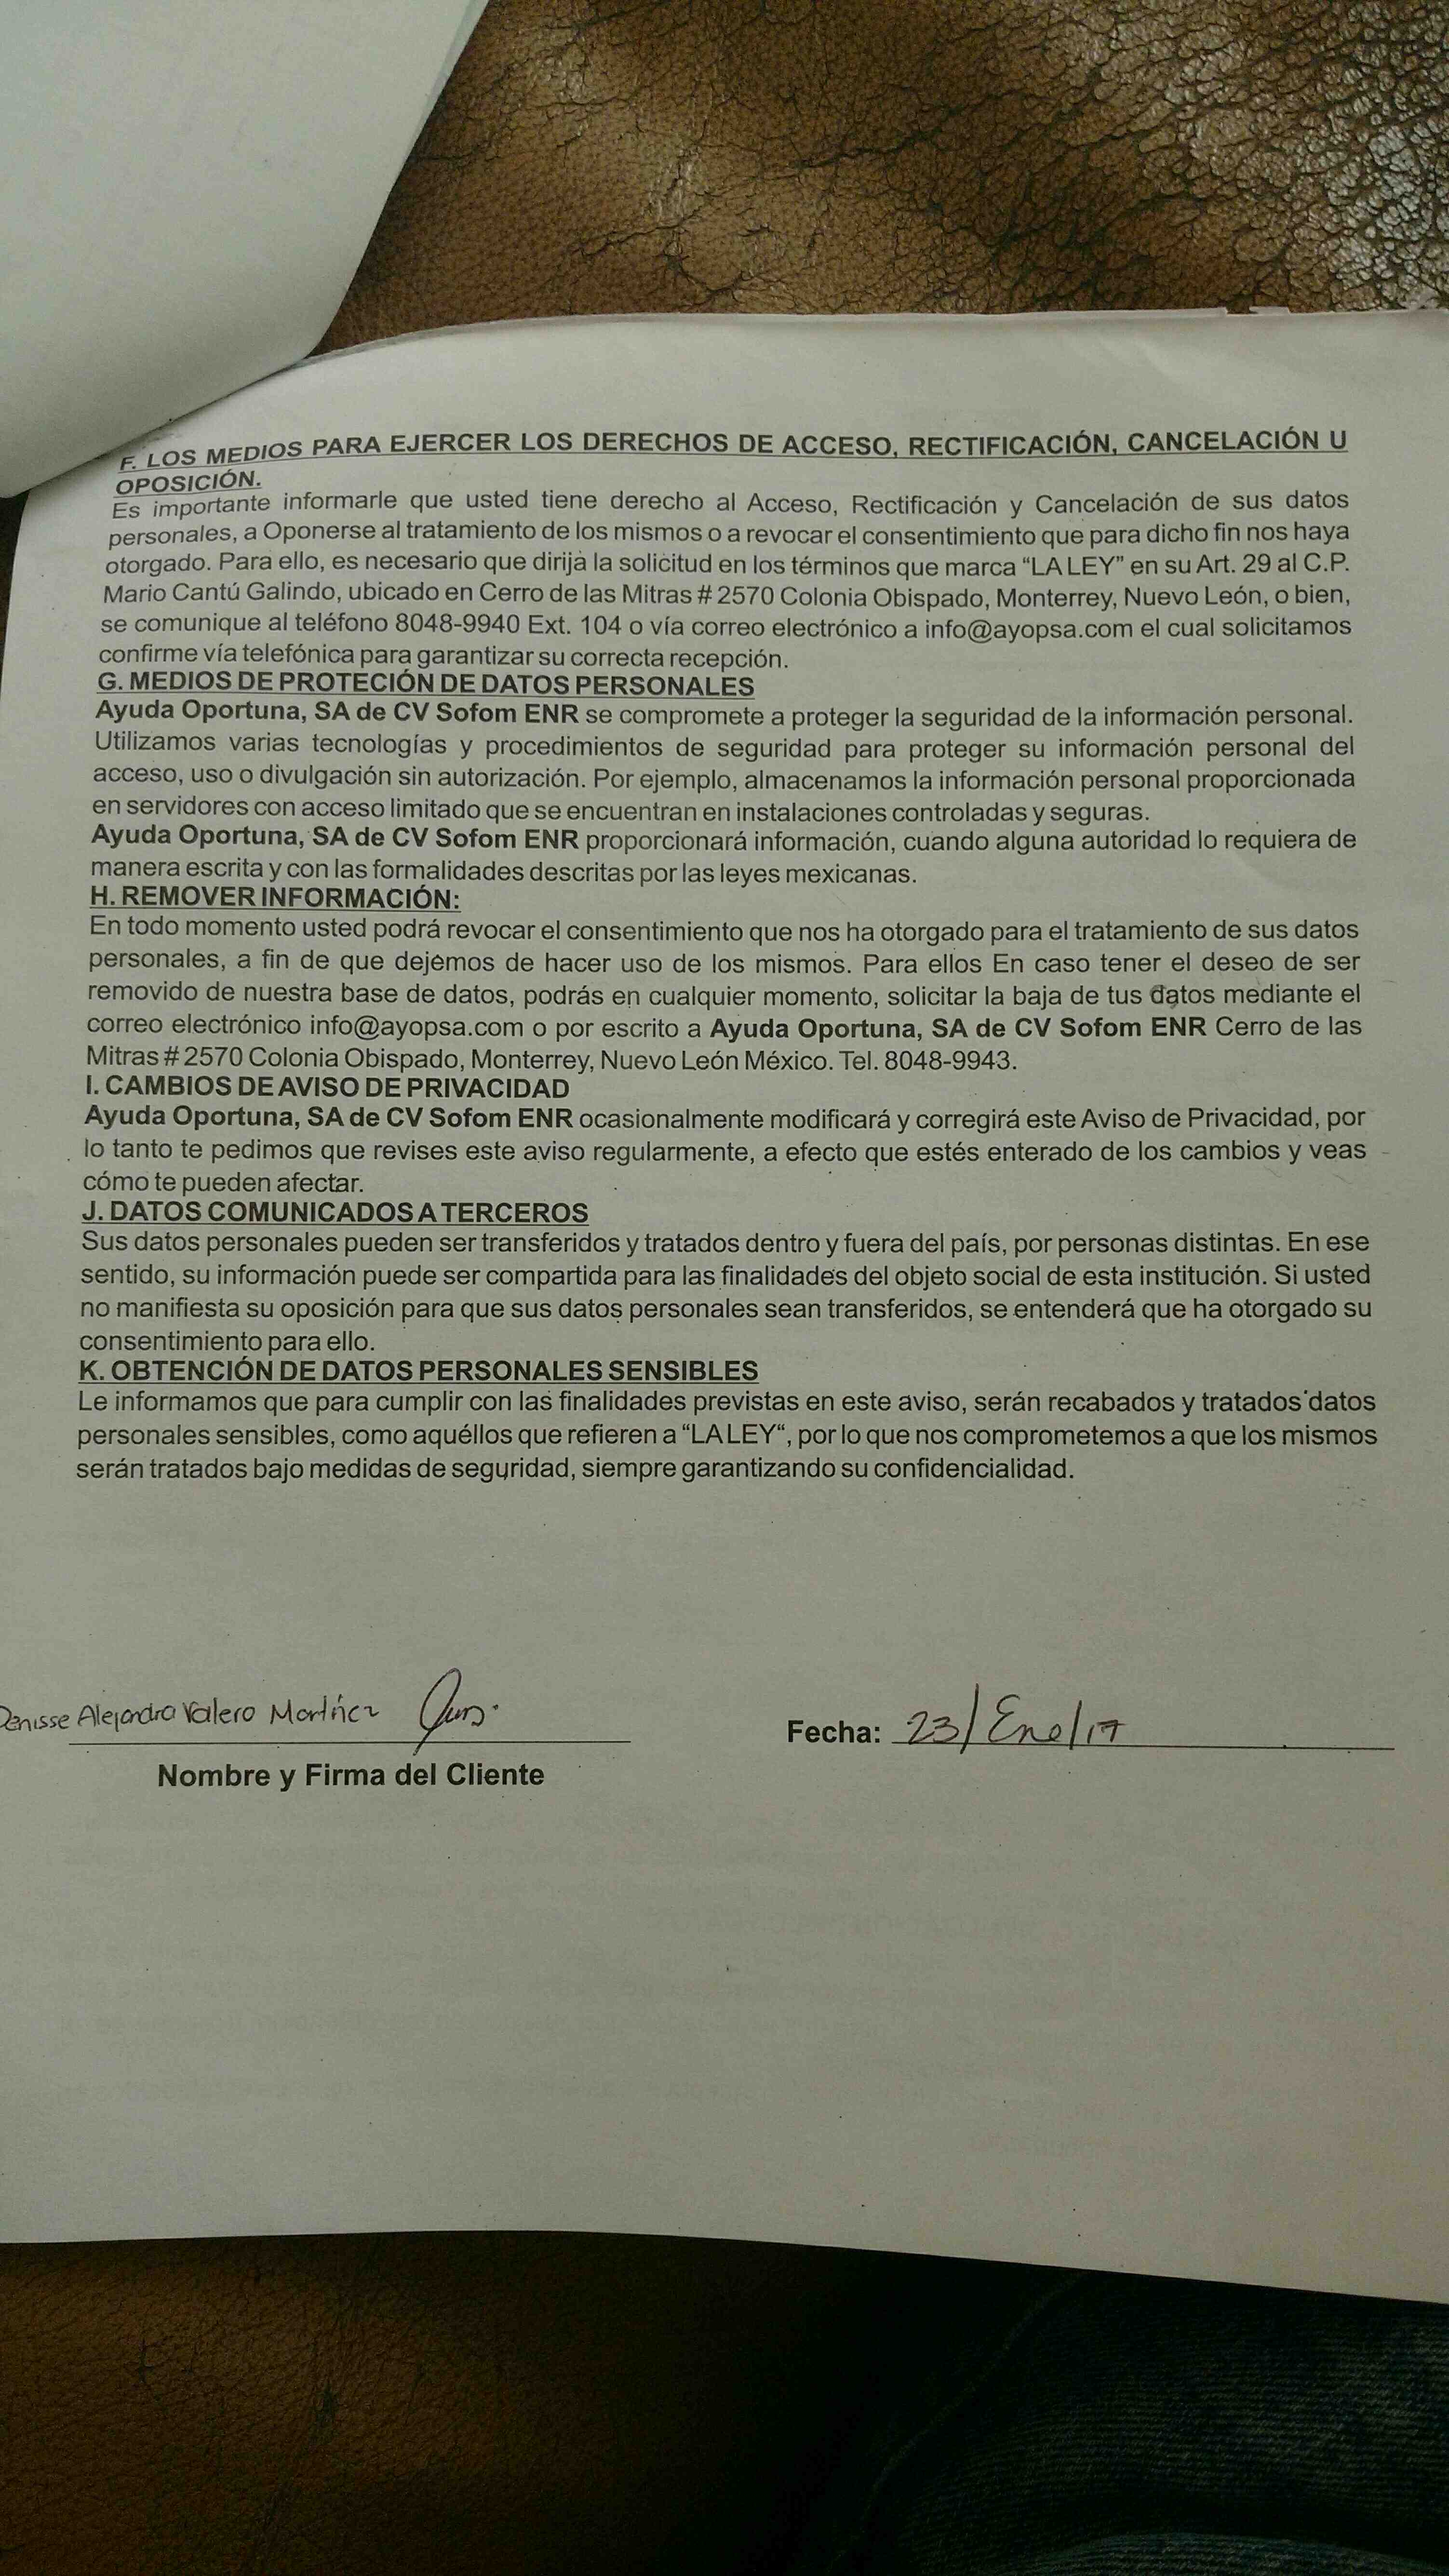 F. LOS MEDIOS PARA EJERCER LOS DERECHOS DE ACCESO, RECTIFICACIÓN, CANCELACIÓN U
OPOSICIÓN.
Es importante informarle que usted tiene derecho al Acceso, Rectificación y Cancelación de sus datos
personales, a Oponerse al tratamiento de los mismos o a revocar el consentimiento que para dicho fin nos haya
otorgado. Para ello, es necesario que dirija la solicitud en los términos que marca “LA LEY” en su Art. 29 al C.P.
Mario Cantú Galindo, ubicado en Cerro de las Mitras # 2570 Colonia Obispado, Monterrey, Nuevo León, o bien,
se comunique al teléfono 8048-9940 Ext. 104 o vía correo electrónico a info@ayopsa.com el cual solicitamos
confirme vía telefónica para garantizar su correcta recepción.
G. MEDIOS DE PROTECIÓN DE DATOS PERSONALES
Ayuda Oportuna, SA de CV Sofom ENR se compromete a proteger la seguridad de la información personal.
Utilizamos varias tecnologías y procedimientos de seguridad para proteger su información personal del
acceso, uso o divulgación sin autorización. Por ejemplo, almacenamos la información personal proporcionada
en servidores con acceso limitado que se encuentran en instalaciones controladas y seguras.
Ayuda Oportuna, SA de CV Sofom ENR proporcionará información, cuando alguna autoridad lo requiera de
manera escrita y con las formalidades descritas por las leyes mexicanas.
H. REMOVER INFORMACIÓN:
En todo momento usted podrá revocar el consentimiento que nos ha otorgado para el tratamiento de sus datos
personales, a fin de que dejemos de hacer uso de los mismos. Para ellos En caso tener el deseo de ser
removido de nuestra base de datos, podrás en cualquier momento, solicitar la baja de tus datos mediante el
correo electrónico info@ayopsa.com o por escrito a Ayuda Oportuna, SA de CV Sofom ENR Cerro de las
Mitras # 2570 Colonia Obispado, Monterrey, Nuevo León México. Tel. 8048-9943.
I. CAMBIOS DE AVISO DE PRIVACIDAD
Ayuda Oportuna, SA de CV Sofom ENR ocasionalmente modificará y corregirá este Aviso de Privacidad, por
lo tanto te pedimos que revises este aviso regularmente, a efecto que estés enterado de los cambios y veas
cómo te pueden afectar.
J. DATOS COMUNICADOS A TERCEROS
Sus datos personales pueden ser transferidos y tratados dentro y fuera del país, por personas distintas. En ese
sentido, su información puede ser compartida para las finalidades del objeto social de esta institución. Si usted
no manifiesta su oposición para que sus datos personales sean transferidos, se entenderá que ha otorgado su
consentimiento para ello.
K. OBTENCIÓN DE DATOS PERSONALES SENSIBLES
Le informamos que para cumplir con las finalidades previstas en este aviso, serán recabados y tratados datos
personales sensibles, como aquéllos que refieren a “LA LEY“, por lo que nos comprometemos a que los mismos
serán tratados bajo medidas de seguridad, siempre garantizando su confidencialidad.
Denisse Alejandra Valero Martínez
Fecha: 23/Ene/17
Nombre y Firma del Cliente